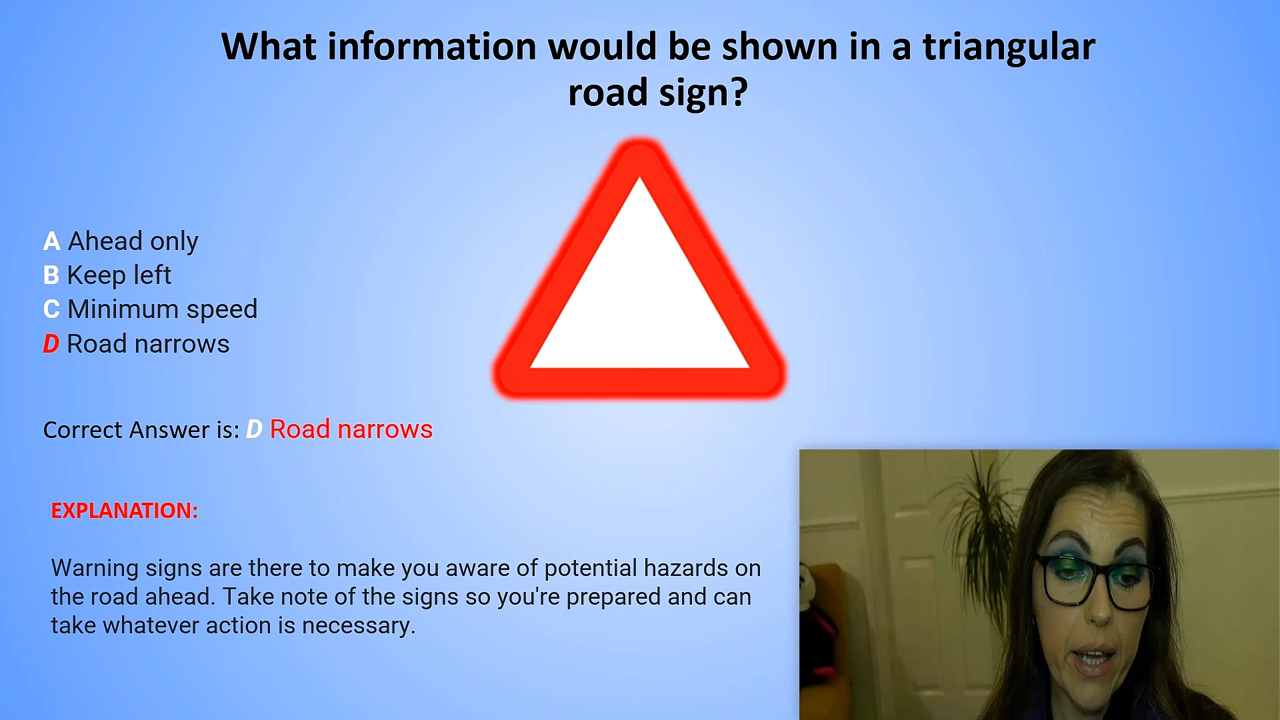 What information would be shown in a triangular
road sign?
A Ahead only
B Keep left
C Minimum speed
D Road narrows
Correct Answer is: D Road narrows
EXPLANATION:
Warning signs are there to make you aware of potential hazards on
the road ahead. Take note of the signs so you're prepared and can
take whatever action is necessary.